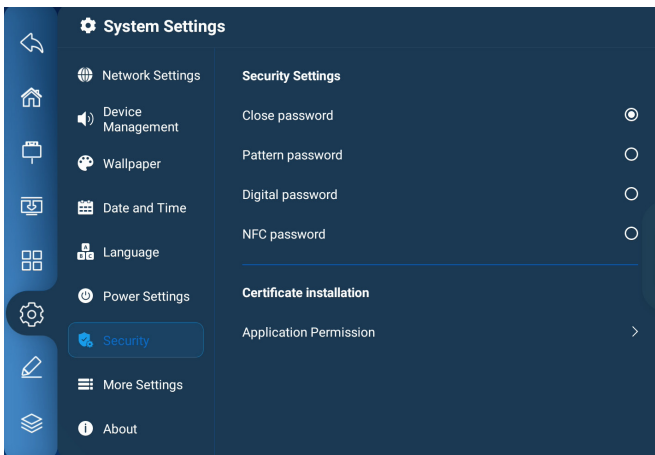 System Settings
Network Settings
Device
Management
Wallpaper
Date and Time
A
B C
Language
Power Settings
Security
More Settings
About
Security Settings
Close password
Pattern password
Digital password
NFC password
Certificate installation
Application Permission